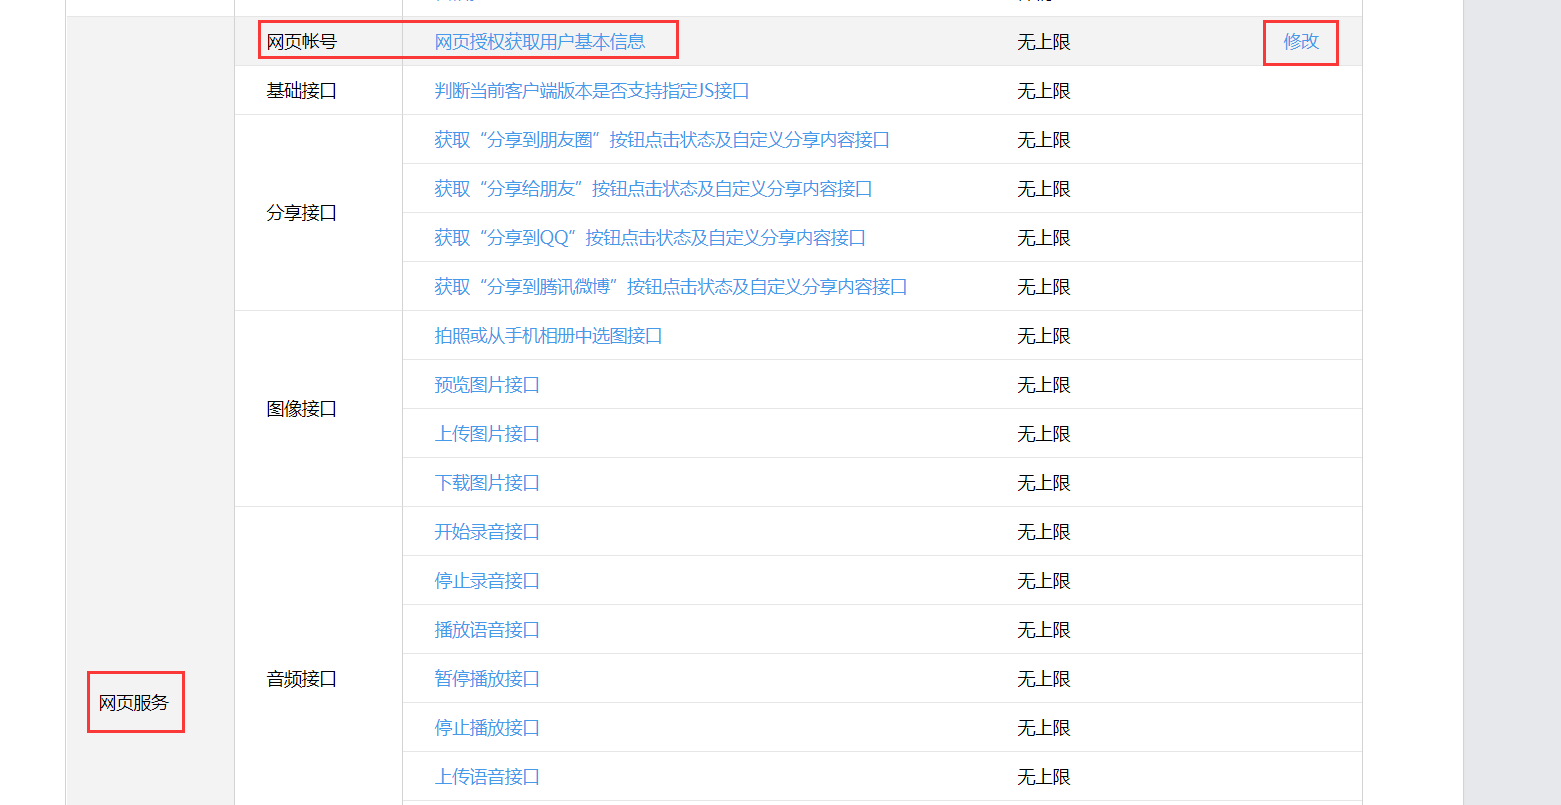 网页帐号 网页授权获取用户基本信息 无上限 修改
基础接口 判断当前客户端版本是否支持指定JS接口 无上限
获取“分享到朋友圈”按钮点击状态及自定义分享内容接口 无上限
获取“分享给朋友”按钮点击状态及自定义分享内容接口 无上限
分享接口
获取“分享到QQ”按钮点击状态及自定义分享内容接口 无上限
获取“分享到腾讯微博”按钮点击状态及自定义分享内容接口 无上限
拍照或从手机相册中选图接口 无上限
预览图片接口 无上限
图像接口
上传图片接口 无上限
下载图片接口 无上限
开始录音接口 无上限
停止录音接口 无上限
播放语音接口 无上限
音频接口 暂停播放接口 无上限
网页服务
停止播放接口 无上限
上传语音接口 无上限